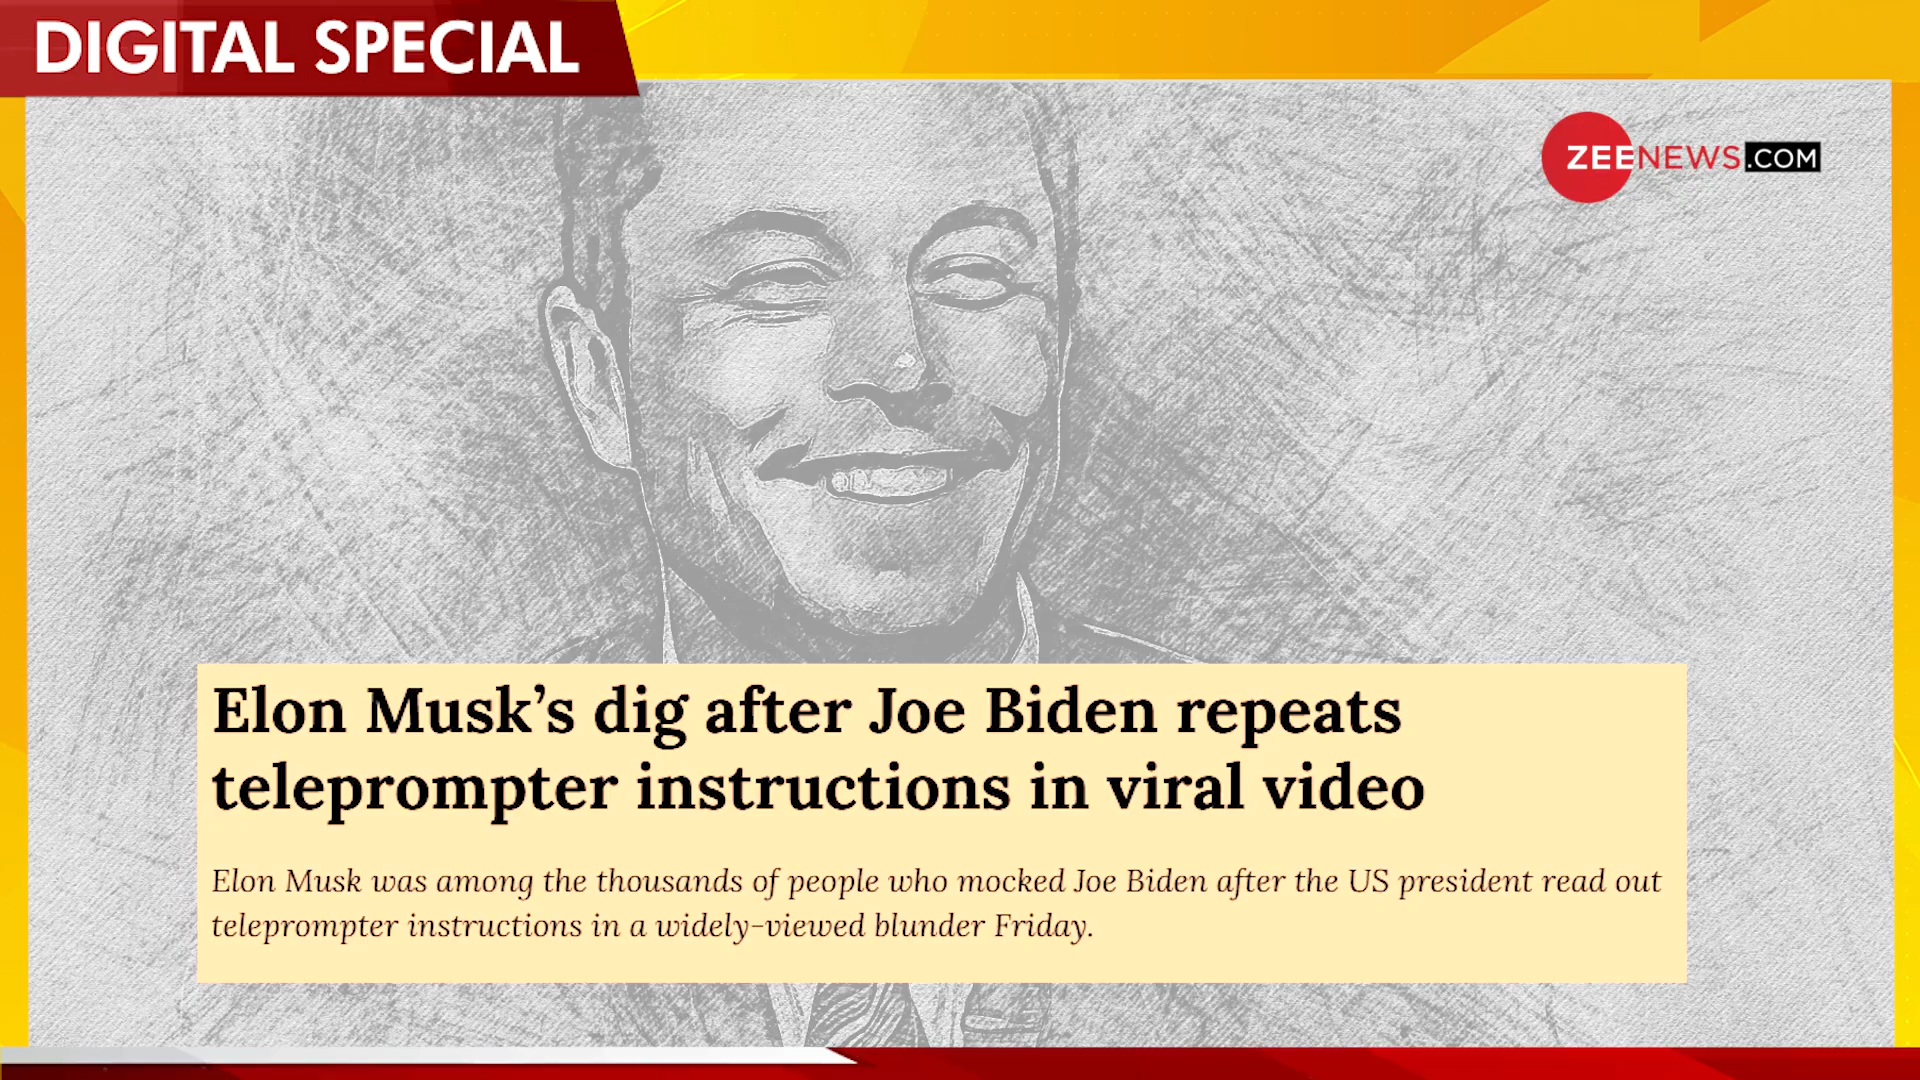 DIGITAL SPECIAL
ZEENEWS.COM
Elon Musk’s dig after Joe Biden repeats
teleprompter instructions in viral video
Elon Musk was among the thousands of people who mocked Joe Biden after the US president read out
teleprompter instructions in a widely-viewed blunder Friday.